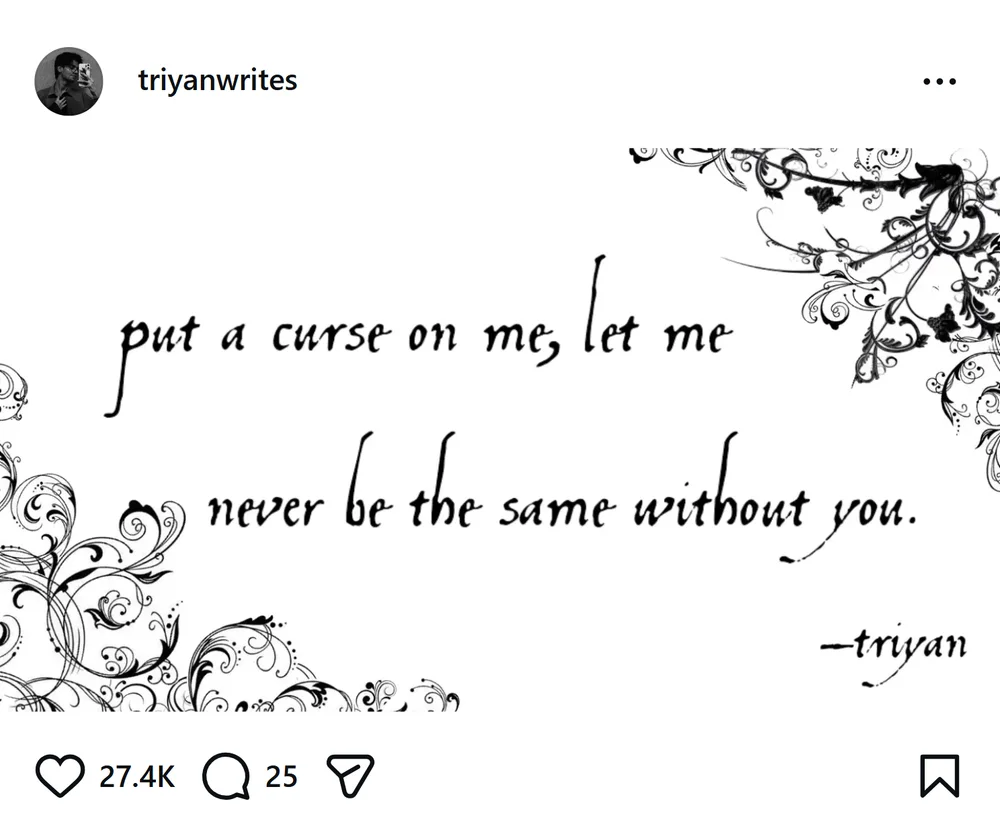 triyanwrites
put a curse on me, let me
never be the same without you.
—triyan
27.4K 25